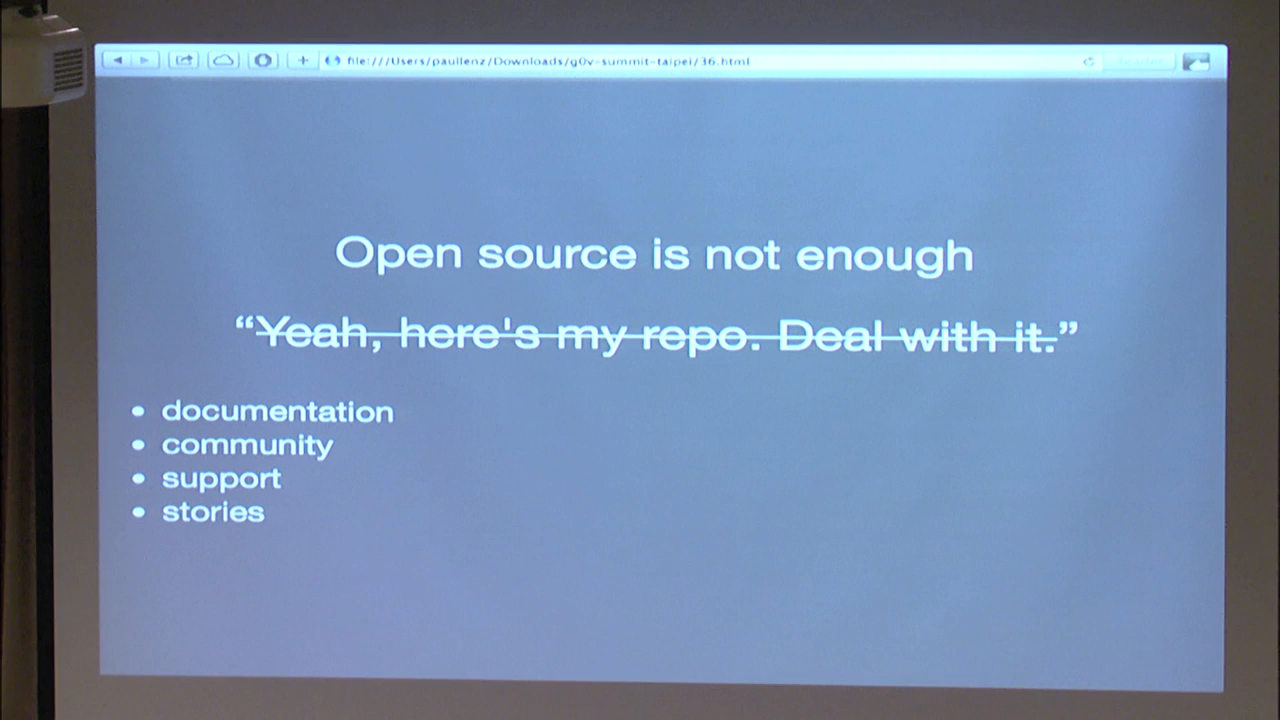 file:///Users/paullenz/Downloads/g0v-summit-taipei/36.html
Open source is not enough
“Yeah, here's my repo. Deal with it.”
• documentation
• community
• support
• stories